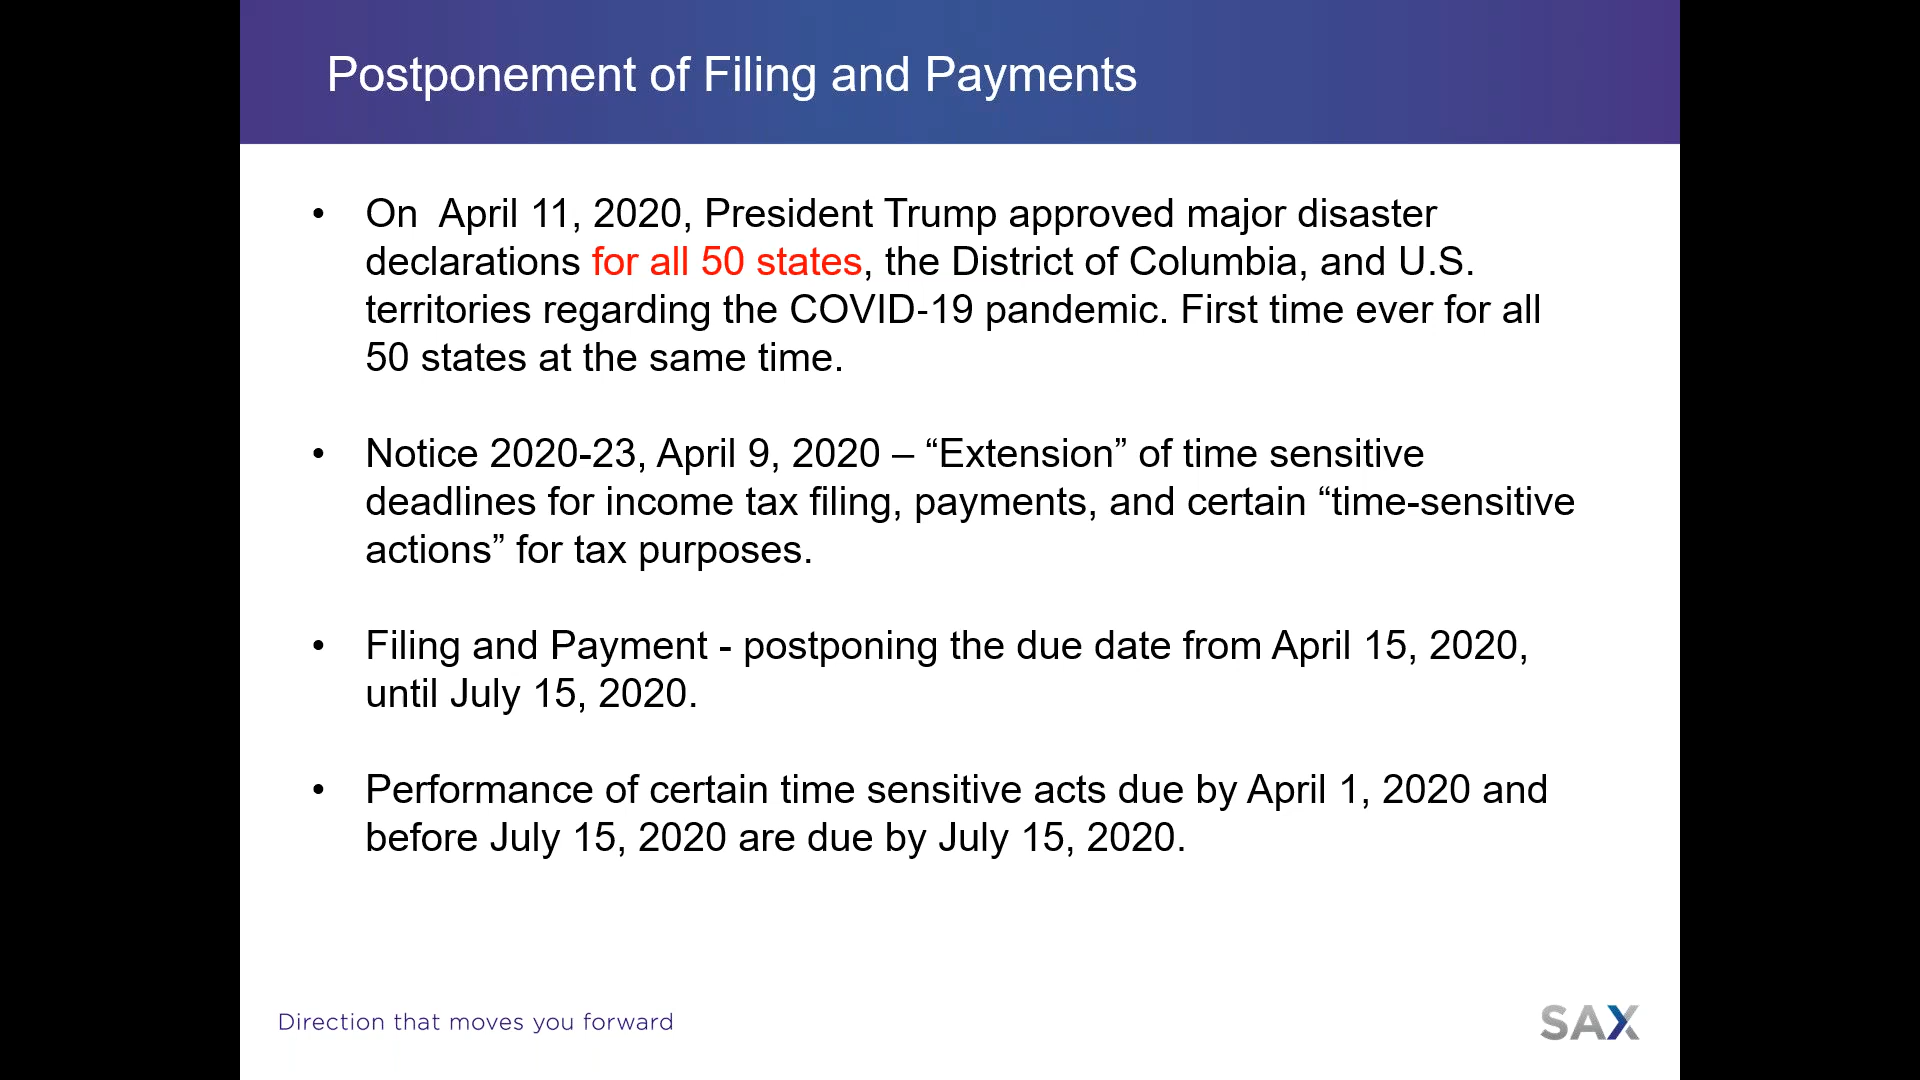 Postponement of Filing and Payments
• On  April 11, 2020, President Trump approved major disaster
declarations for all 50 states, the District of Columbia, and U.S.
territories regarding the COVID-19 pandemic. First time ever for all
50 states at the same time.
• Notice 2020-23, April 9, 2020 – “Extension” of time sensitive
deadlines for income tax filing, payments, and certain “time-sensitive
actions” for tax purposes.
• Filing and Payment - postponing the due date from April 15, 2020,
until July 15, 2020.
• Performance of certain time sensitive acts due by April 1, 2020 and
before July 15, 2020 are due by July 15, 2020.
Direction that moves you forward
SAX